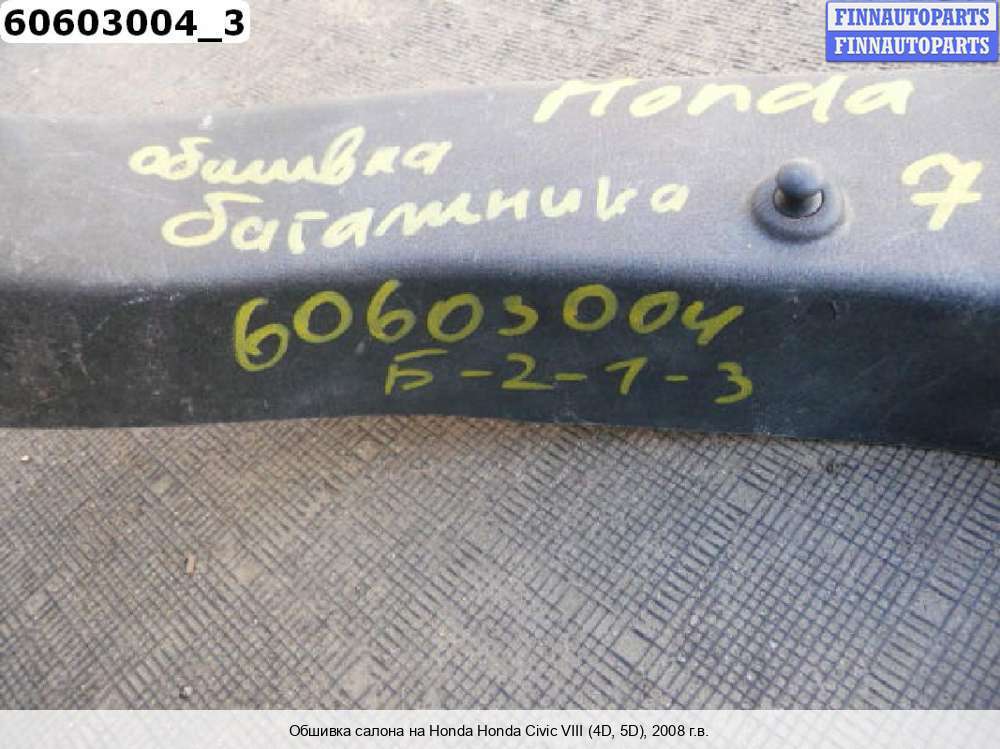 60603004_3
FINNAUTOPARTS
FINNAUTOPARTS
Honda
обшивка
7
багажника
60603004
Б-2-1-3
Обшивка салона на Honda Honda Civic VIII (4D, 5D), 2008 г.в.